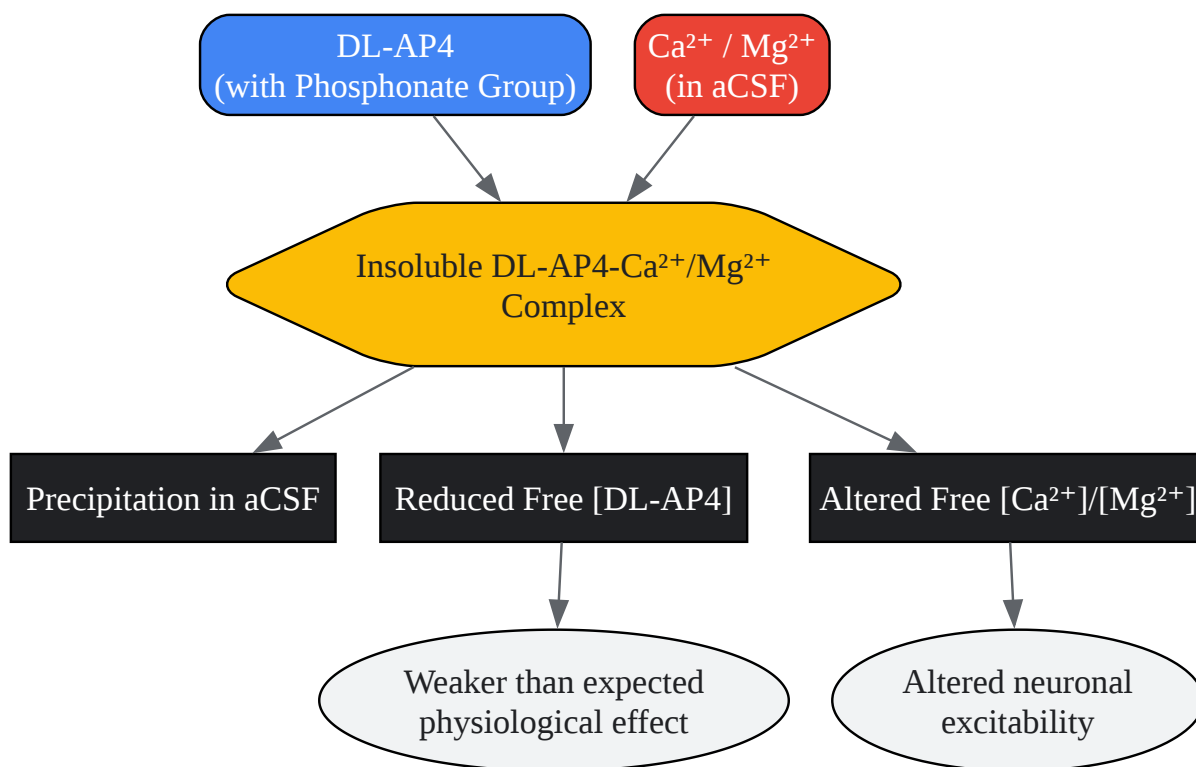 DL-AP4
(with Phosphonate Group)
Ca²⁺ / Mg²⁺
(in aCSF)
Insoluble DL-AP4-Ca²⁺/Mg²⁺
Complex
Precipitation in aCSF
Reduced Free [DL-AP4]
Altered Free [Ca²⁺]/[Mg²⁺]
Weaker than expected
physiological effect
Altered neuronal
excitability